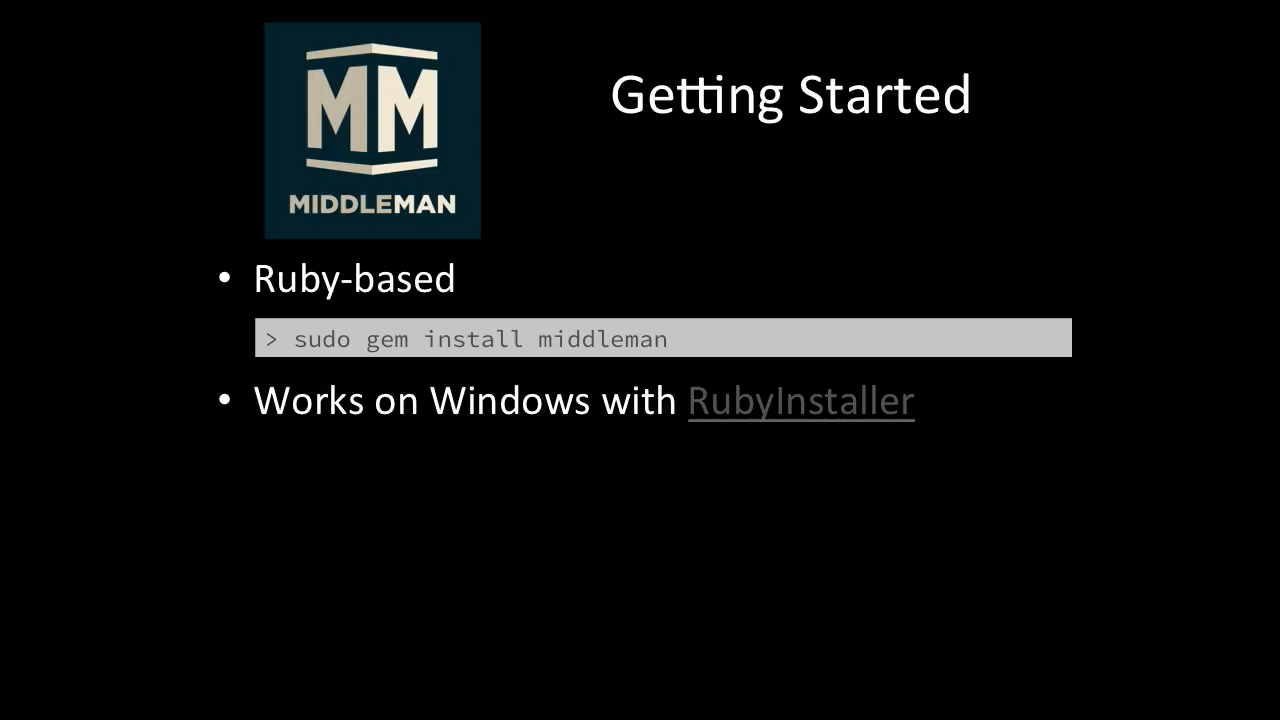 MM
MIDDLEMAN
Getting Started
• Ruby-based
> sudo gem install middleman
• Works on Windows with RubyInstaller